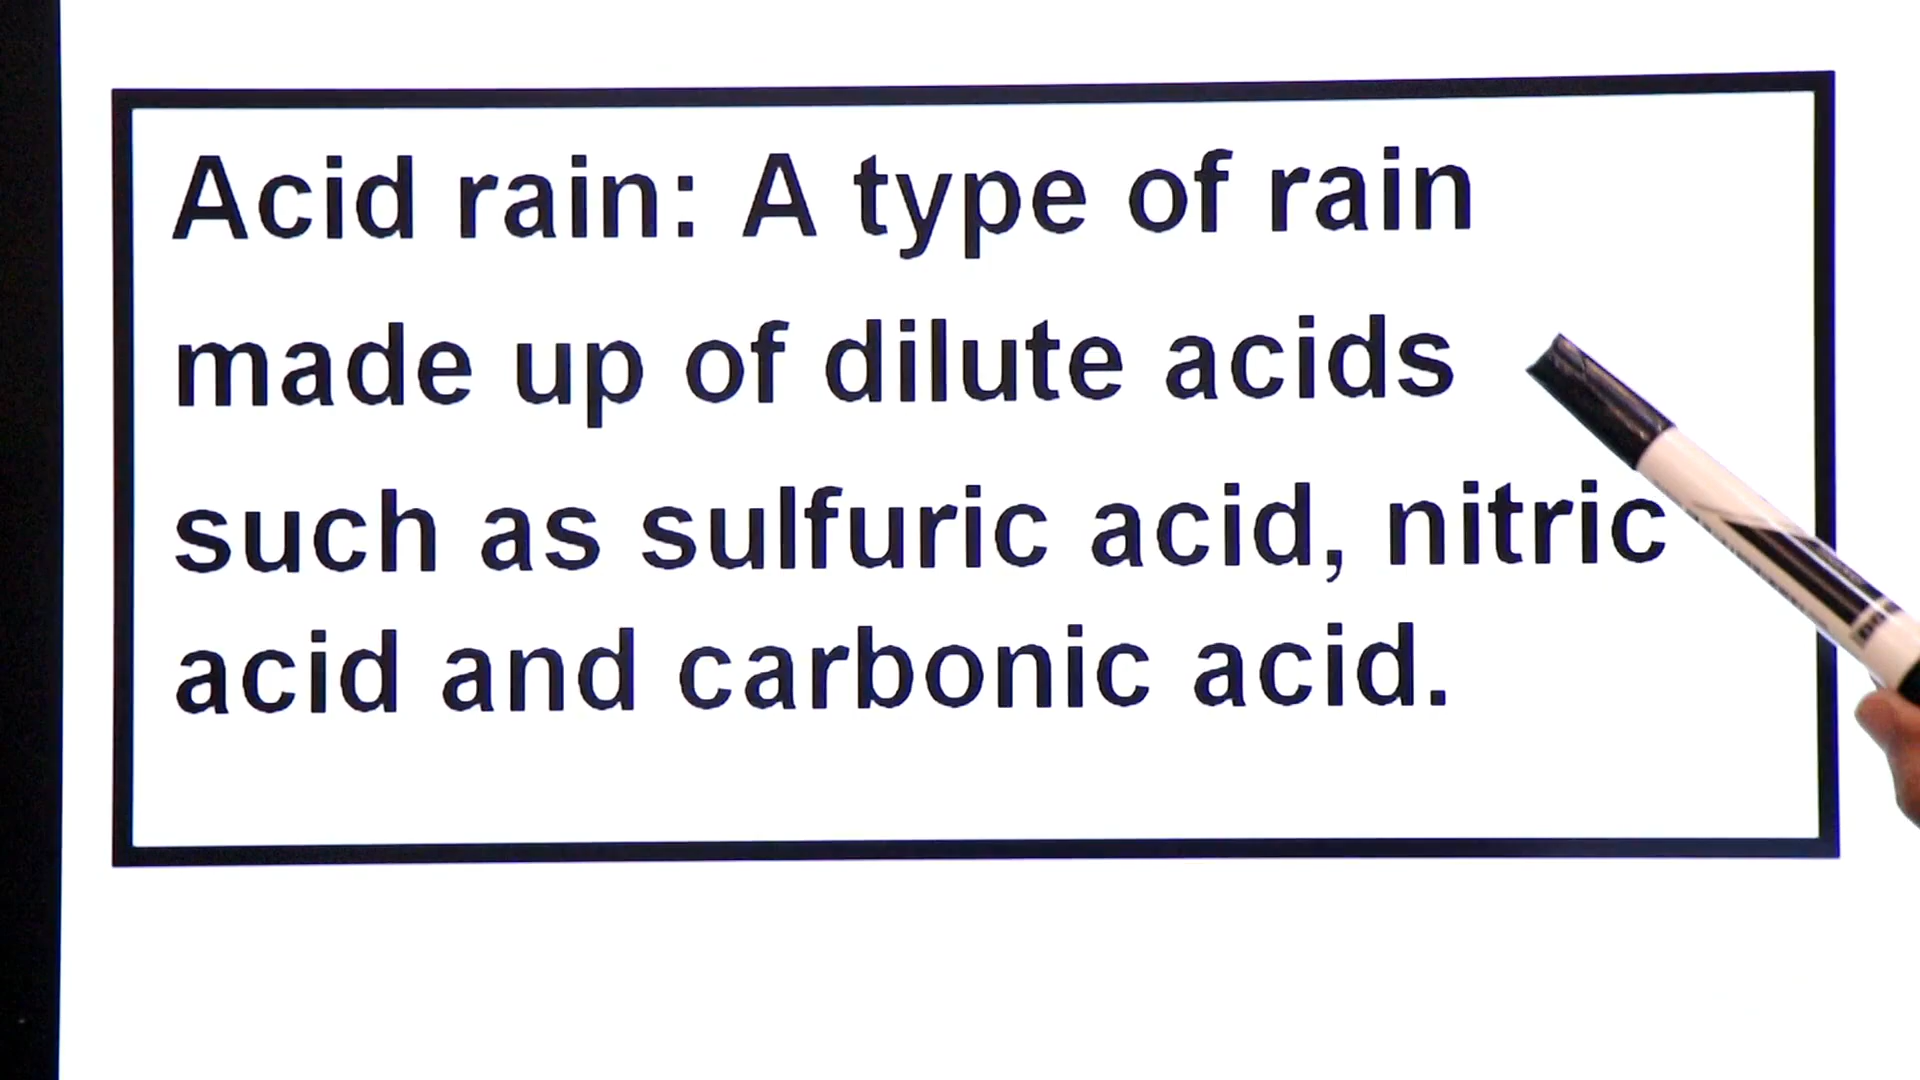 Acid rain: A type of rain
made up of dilute acids
such as sulfuric acid, nitric
acid and carbonic acid.